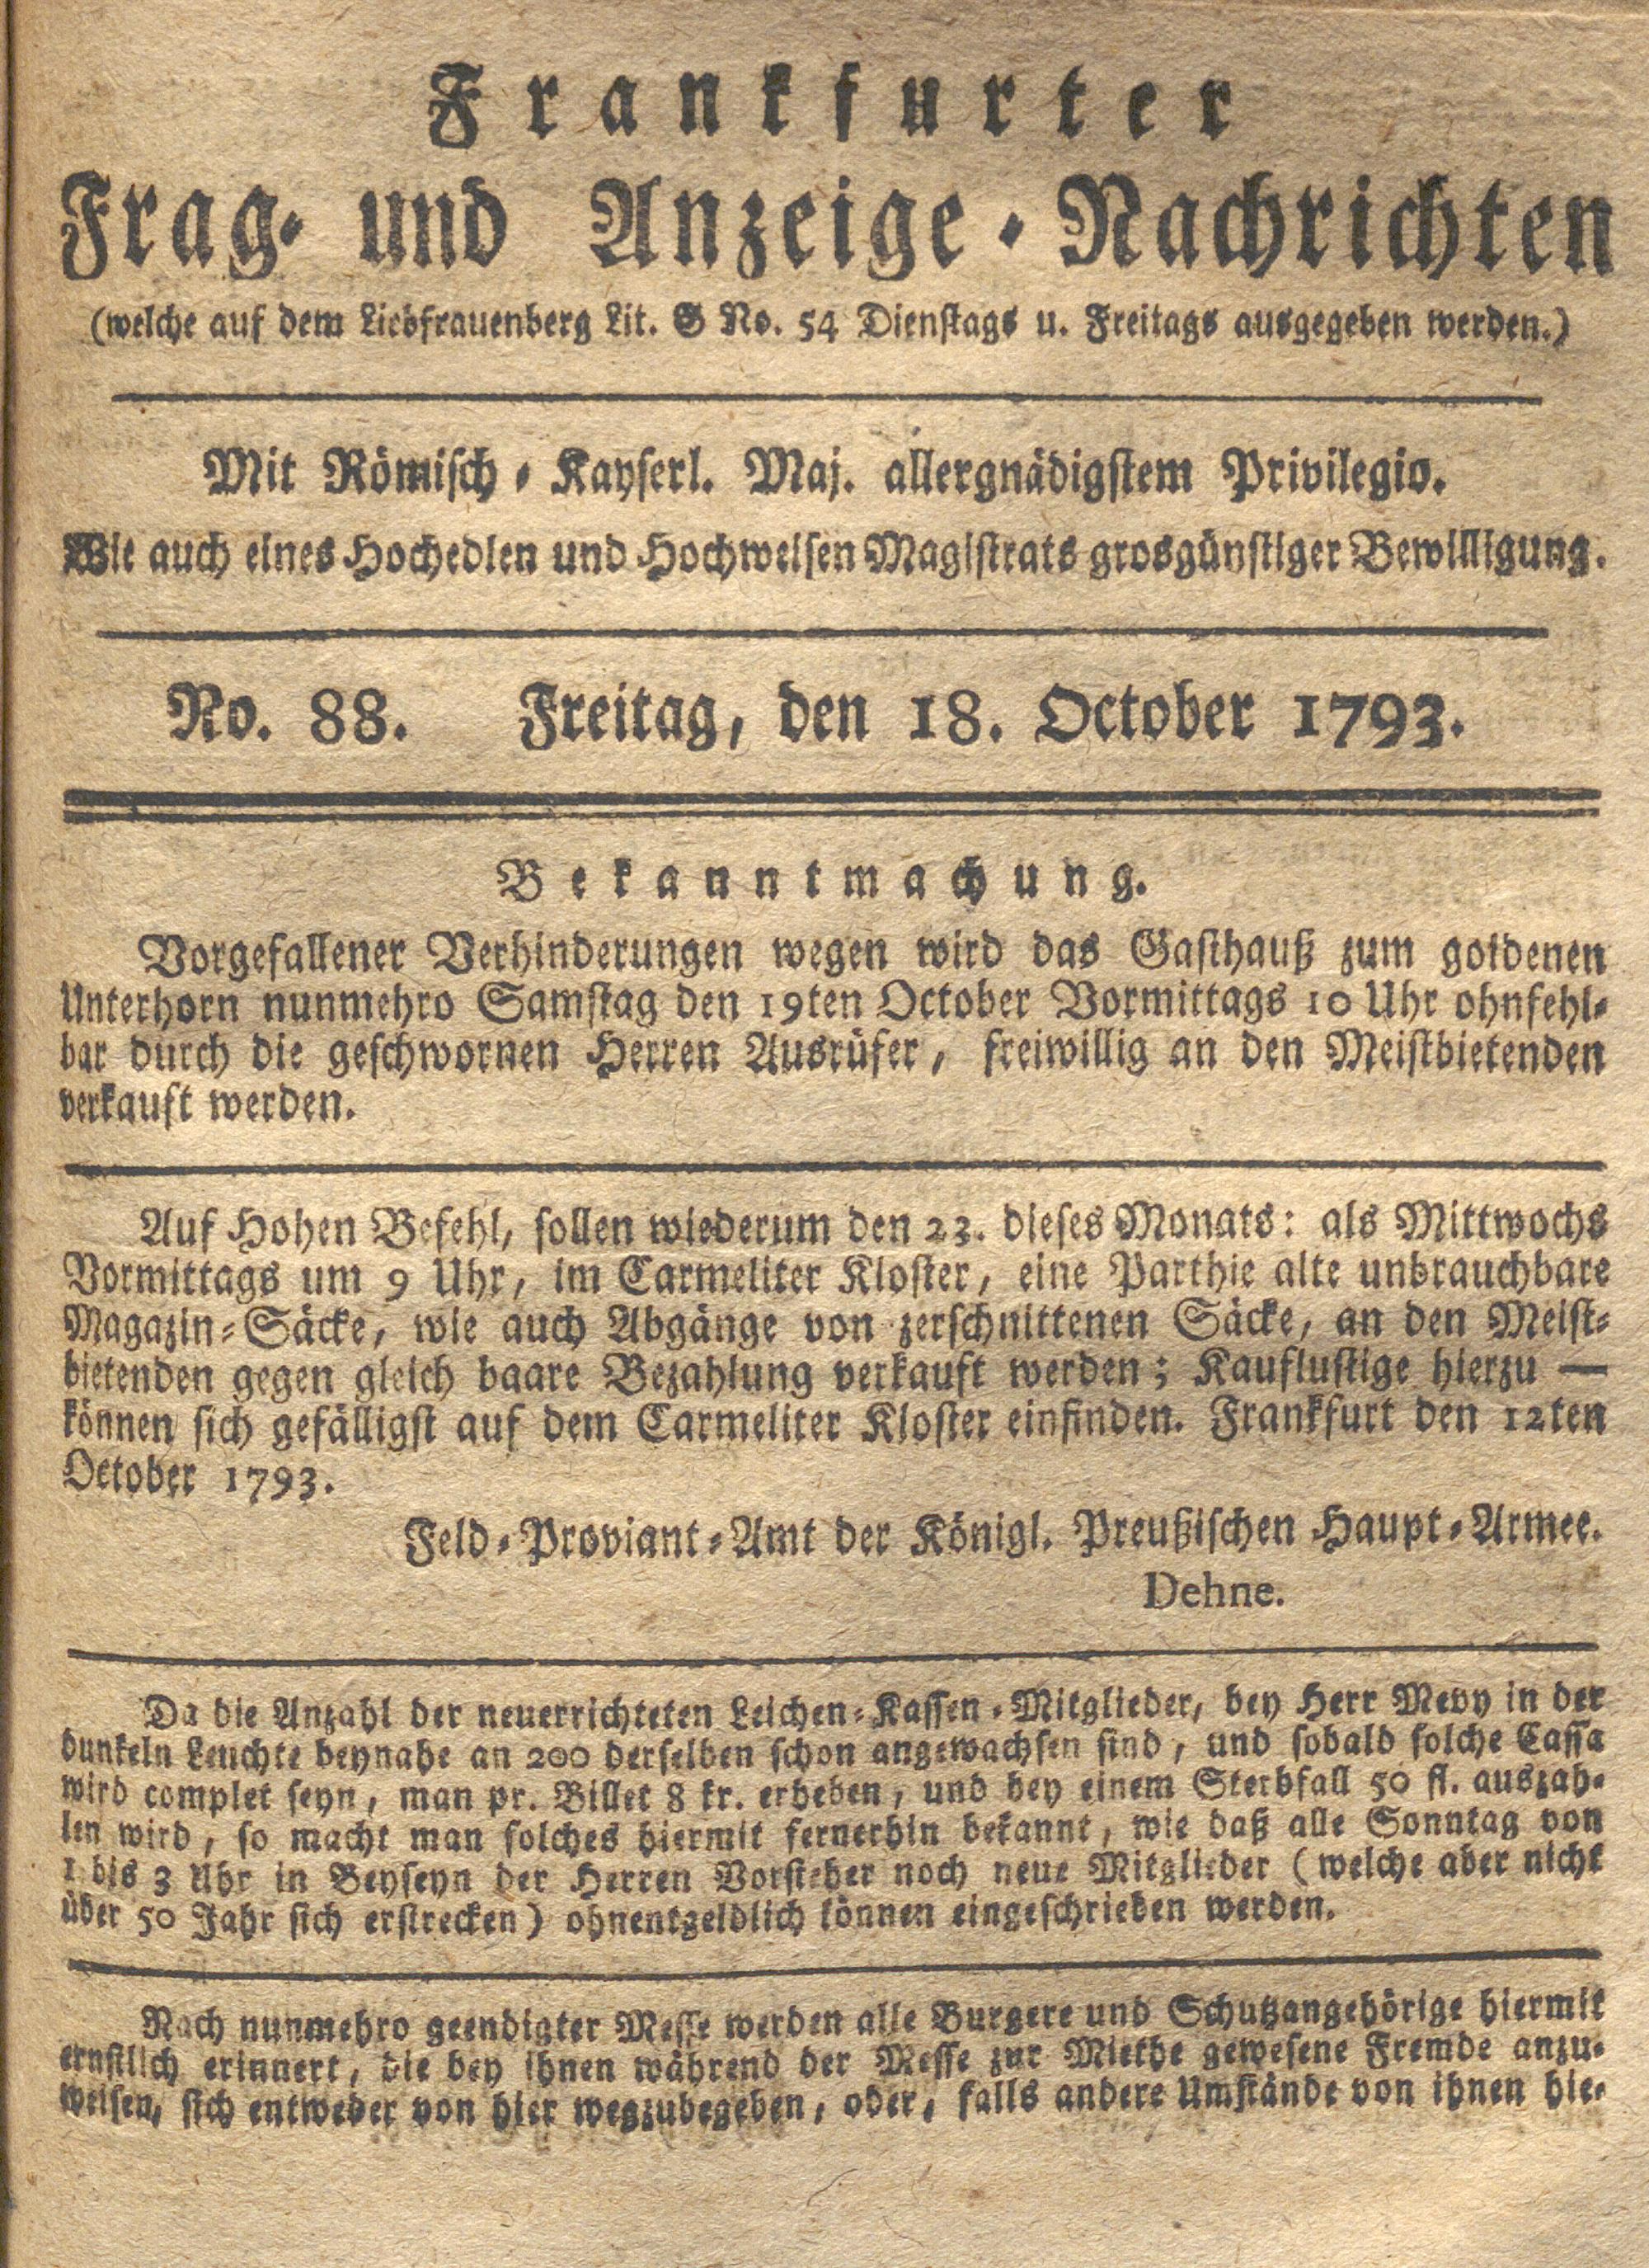 Frankfurter
Frag- und Anzeige-Nachrichten
(welche auf dem Liebfrauenberg Lit. G No. 54 Dienstags u. Freitags ausgegeben werden.)
Mit Römisch-Kayserl. Maj. allergnädigstem Privilegio.
Wie auch eines Hochedlen und Hochweisen Magistrats grosgünstiger Bewilligung.
No. 88. Freitag, den 18. October 1793.
Bekanntmachung.
Vorgefallener Verhinderungen wegen wird das Gasthauß zum goldenen
Unterhorn nunmehro Samstag den 19ten October Vormittags 10 Uhr ohnfehl-
bar durch die geschwornen Herren Ausrüfer, freiwillig an den Meistbietenden
verkauft werden.
Auf Hohen Befehl, sollen wiederum den 23. dieses Monats: als Mittwochs
Vormittags um 9 Uhr, im Carmeliter Kloster, eine Parthie alte unbrauchbare
Magazin-Säcke, wie auch Abgänge von zerschnittenen Säcke, an den Meist-
bietenden gegen gleich baare Bezahlung verkauft werden; Kauflustige hierzu —
können sich gefälligst auf dem Carmeliter Kloster einfinden. Frankfurt den 12ten
October 1793.
Feld-Proviant-Amt der Königl. Preußischen Haupt-Armee.
Dehne.
Da die Anzahl der neuerrichteten Leichen-Kassen-Mitglieder, bey Herr Mevy in der
dunkeln Leuchte beynahe an 200 derselben schon angewachsen sind, und sobald solche Cassa
wird complet seyn, man pr. Billet 8 kr. erheben, und bey einem Sterbfall 50 fl. auszah-
len wird, so macht man solches hiermit fernerhin bekannt, wie daß alle Sonntag von
1 bis 3 Uhr in Beyseyn der Herren Vorsteher noch neue Mitglieder (welche aber nicht
über 50 Jahr sich erstrecken) ohnentgeldlich können eingeschrieben werden.
Nach nunmehro geendigter Messe werden alle Burgere und Schutzangehörige hiermit
ernstlich erinnert, die bey ihnen während der Messe zur Miethe gewesene Fremde anzu-
weisen, sich entweder von hier wegzubegeben, oder, falls andere Umstände von ihnen hie-